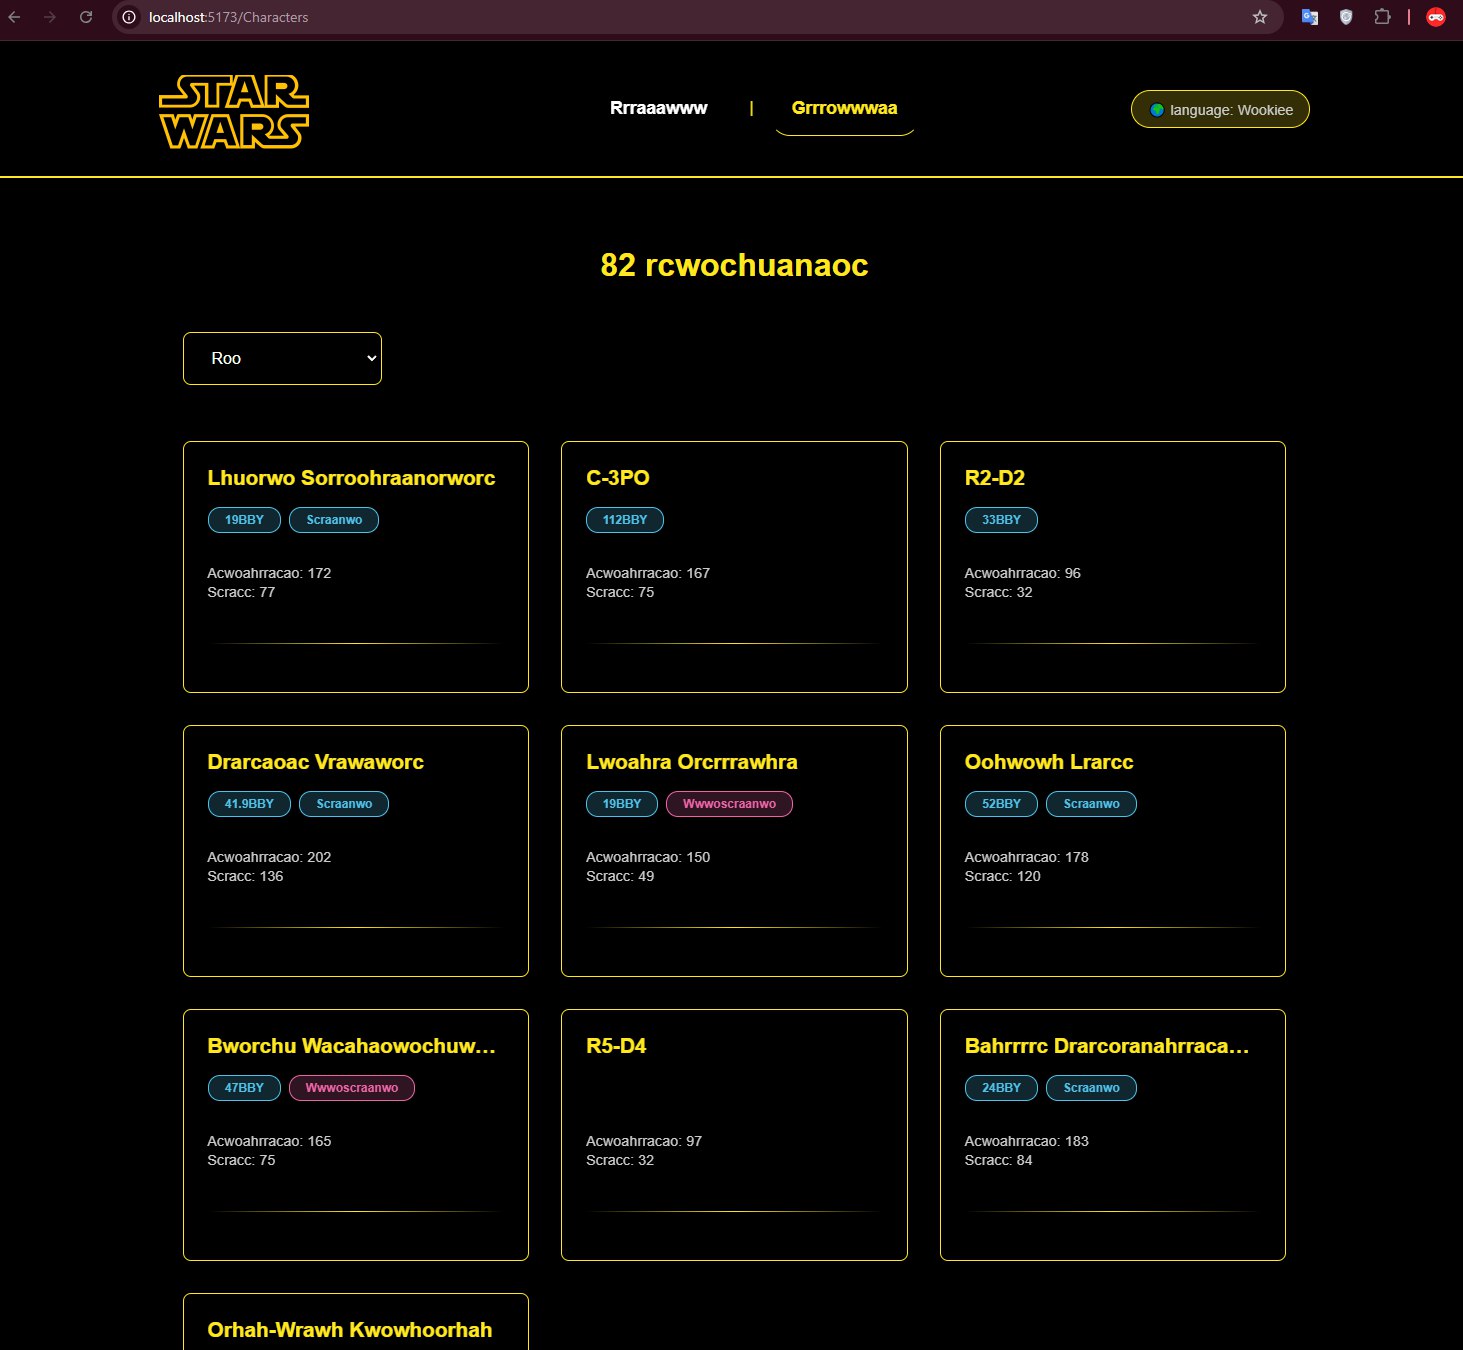 localhost:5173/Characters
STAR
WARS
Rrraaawww | Grrrowwwaa
language: Wookiee
82 rcwochuanaoc
Roo
Lhuorwo Sorroohraanorworc
19BBY Scraanwo
Acwoahrracao: 172
Scracc: 77
C-3PO
112BBY
Acwoahrracao: 167
Scracc: 75
R2-D2
33BBY
Acwoahrracao: 96
Scracc: 32
Drarcaoac Vrawaworc
41.9BBY Scraanwo
Acwoahrracao: 202
Scracc: 136
Lwoahra Orcrrrawhra
19BBY Wwwoscraanwo
Acwoahrracao: 150
Scracc: 49
Oohwowh Lrarcc
52BBY Scraanwo
Acwoahrracao: 178
Scracc: 120
Bworchu Wacahaowochuw...
47BBY Wwwoscraanwo
Acwoahrracao: 165
Scracc: 75
R5-D4
Acwoahrracao: 97
Scracc: 32
Bahrrrrc Drarcoranahrraca...
24BBY Scraanwo
Acwoahrracao: 183
Scracc: 84
Orhah-Wrawh Kwowhoorhah